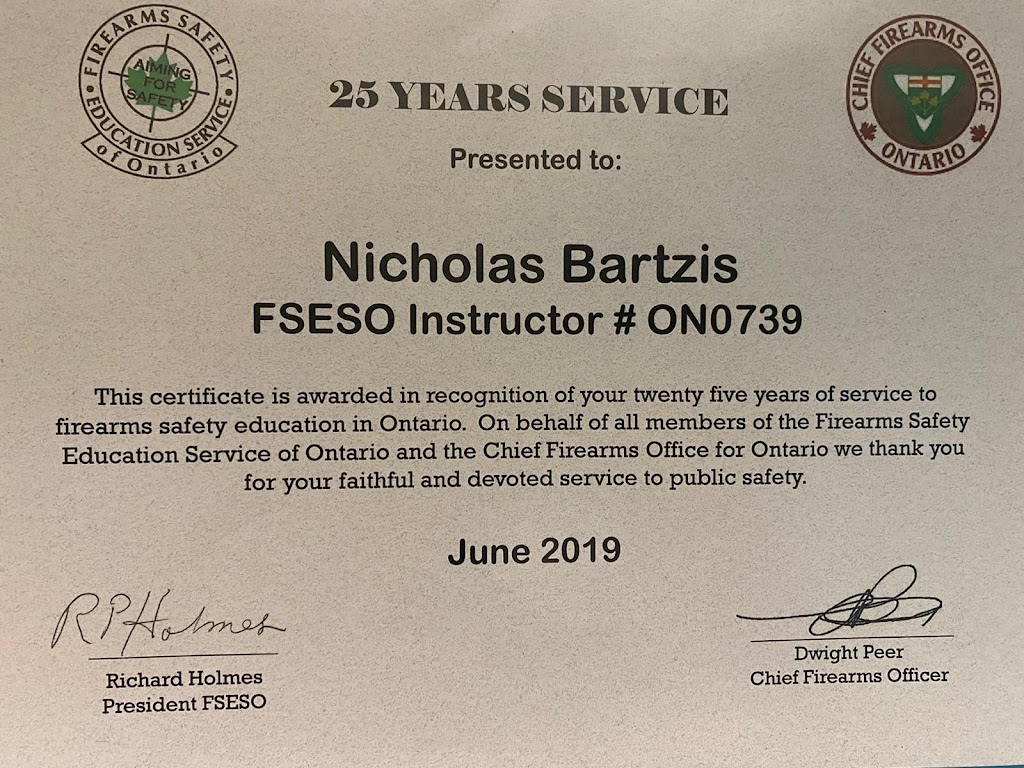 FIREARMS SAFETY
EDUCATION SERVICE
of Ontario
AIMING
FOR
SAFETY
CHIEF FIREARMS OFFICE
ONTARIO
25 YEARS SERVICE
Presented to:
Nicholas Bartzis
FSESO Instructor # ON0739
This certificate is awarded in recognition of your twenty five years of service to
firearms safety education in Ontario. On behalf of all members of the Firearms Safety
Education Service of Ontario and the Chief Firearms Office for Ontario we thank you
for your faithful and devoted service to public safety.
June 2019
RPHolmes
Richard Holmes
President FSESO
Dwight Peer
Chief Firearms Officer